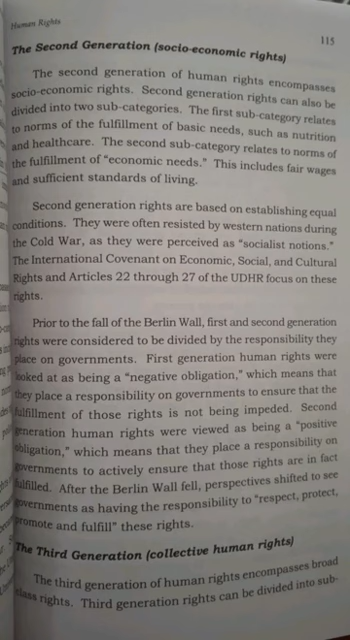 Human Rights
115
The Second Generation (socio-economic rights)
The second generation of human rights encompasses
socio-economic rights. Second generation rights can also be
divided into two sub-categories. The first sub-category relates
to norms of the fulfillment of basic needs, such as nutrition
and healthcare. The second sub-category relates to norms of
the fulfillment of “economic needs.” This includes fair wages
and sufficient standards of living.
Second generation rights are based on establishing equal
conditions. They were often resisted by western nations during
the Cold War, as they were perceived as “socialist notions.”
The International Covenant on Economic, Social, and Cultural
Rights and Articles 22 through 27 of the UDHR focus on these
rights.
Prior to the fall of the Berlin Wall, first and second generation
rights were considered to be divided by the responsibility they
place on governments. First generation human rights were
looked at as being a “negative obligation,” which means that
they place a responsibility on governments to ensure that the
fulfillment of those rights is not being impeded. Second
generation human rights were viewed as being a “positive
obligation,” which means that they place a responsibility on
governments to actively ensure that those rights are in fact
fulfilled. After the Berlin Wall fell, perspectives shifted to see
governments as having the responsibility to “respect, protect,
promote and fulfill” these rights.
The Third Generation (collective human rights)
The third generation of human rights encompasses broad
class rights. Third generation rights can be divided into sub-